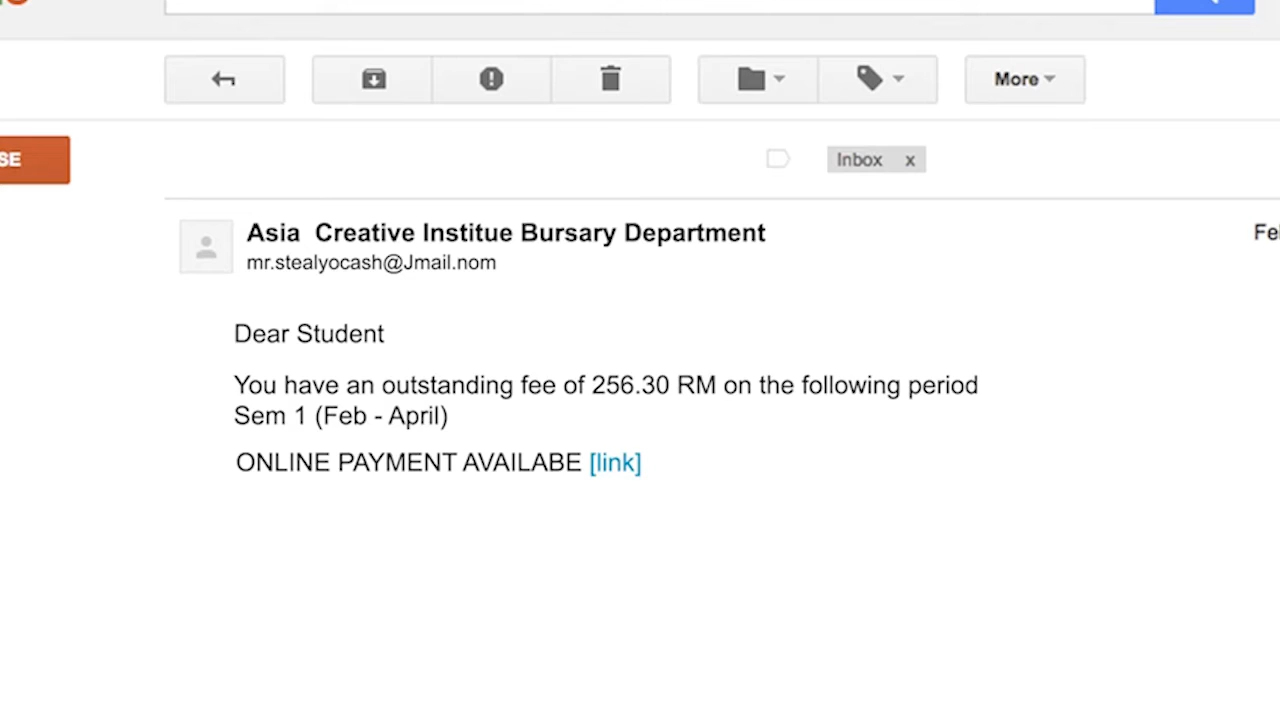 More
SE
Inbox x
Asia Creative Institue Bursary Department
Fe
mr.stealyocash@Jmail.nom
Dear Student
You have an outstanding fee of 256.30 RM on the following period
Sem 1 (Feb - April)
ONLINE PAYMENT AVAILABE [link]